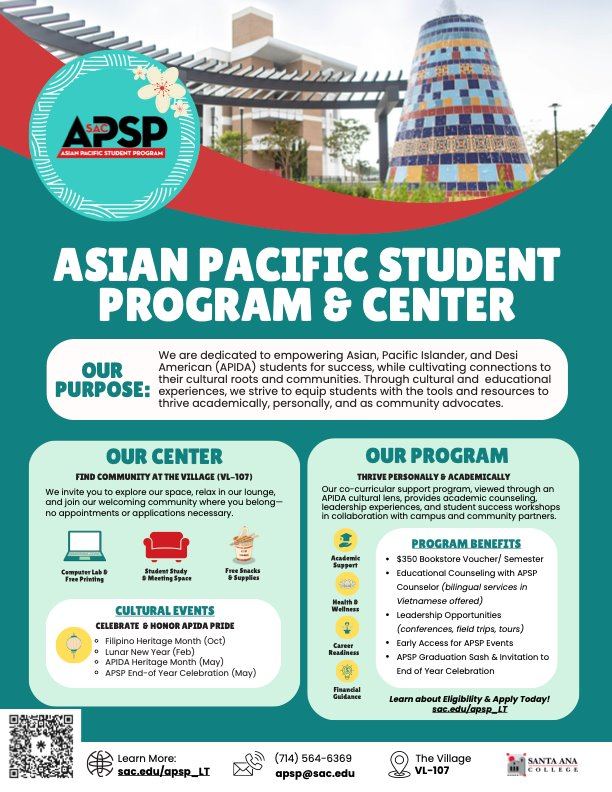 SAC
APSP
ASIAN PACIFIC STUDENT PROGRAM
ASIAN PACIFIC STUDENT
PROGRAM & CENTER
OUR
PURPOSE:
We are dedicated to empowering Asian, Pacific Islander, and Desi
American (APIDA) students for success, while cultivating connections to
their cultural roots and communities. Through cultural and educational
experiences, we strive to equip students with the tools and resources to
thrive academically, personally, and as community advocates.
OUR CENTER
FIND COMMUNITY AT THE VILLAGE (VL-107)
We invite you to explore our space, relax in our lounge,
and join our welcoming community where you belong—
no appointments or applications necessary.
Computer Lab &
Free Printing
Student Study
& Meeting Space
Free Snacks
& Supplies
CULTURAL EVENTS
CELEBRATE & HONOR APIDA PRIDE
Filipino Heritage Month (Oct)
Lunar New Year (Feb)
APIDA Heritage Month (May)
APSP End-of Year Celebration (May)
OUR PROGRAM
THRIVE PERSONALLY & ACADEMICALLY
Our co-curricular support program, viewed through an
APIDA cultural lens, provides academic counseling,
leadership experiences, and student success workshops
in collaboration with campus and community partners.
Academic
Support
Health &
Wellness
Career
Readiness
Financial
Guidance
PROGRAM BENEFITS
• $350 Bookstore Voucher/ Semester
• Educational Counseling with APSP
Counselor (bilingual services in
Vietnamese offered)
• Leadership Opportunities
(conferences, field trips, tours)
• Early Access for APSP Events
• APSP Graduation Sash & Invitation to
End of Year Celebration
Learn about Eligibility & Apply Today!
sac.edu/apsp_LT
Learn More:
sac.edu/apsp_LT
(714) 564-6369
apsp@sac.edu
The Village
VL-107
SANTA ANA
COLLEGE